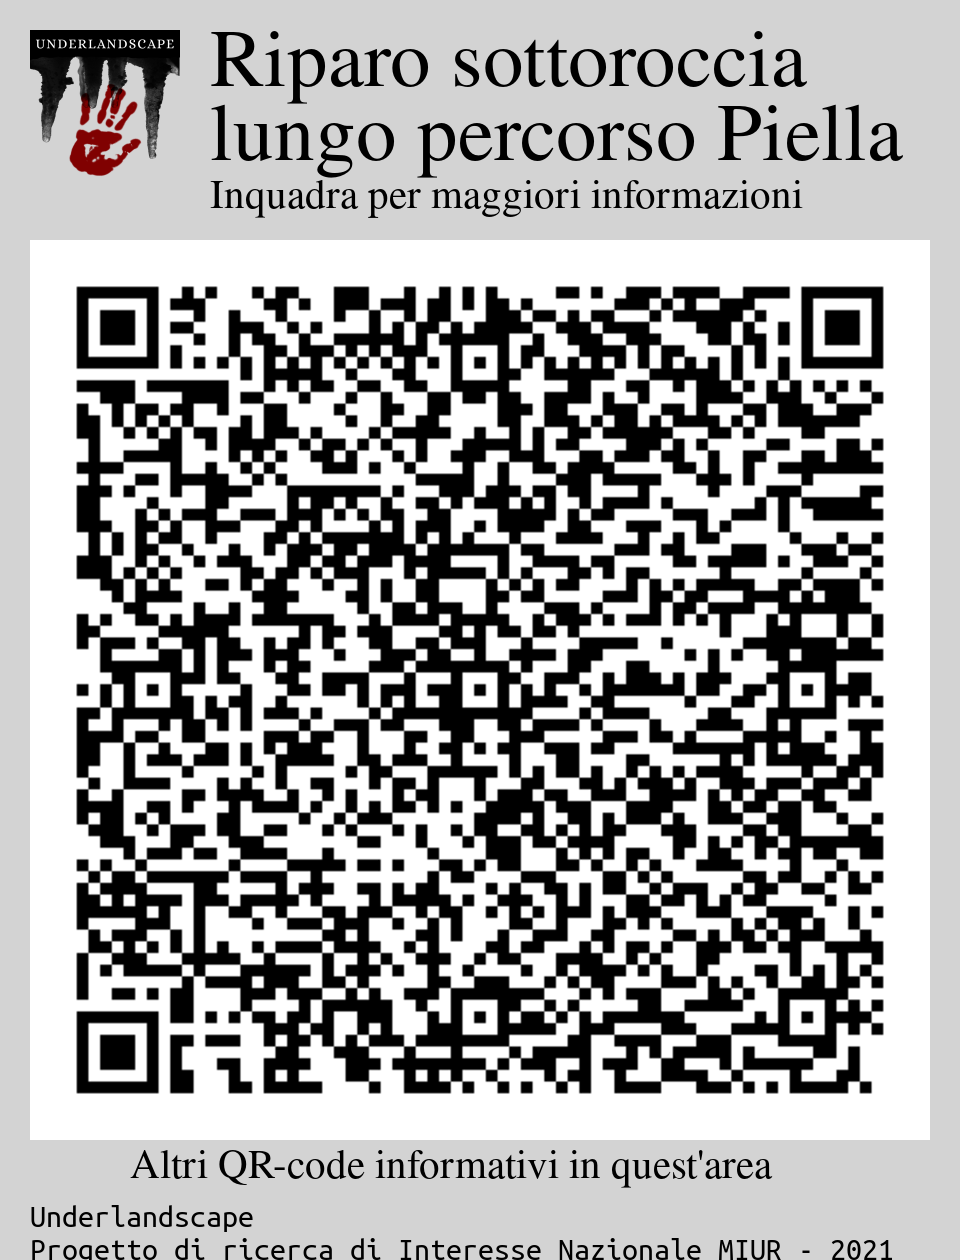 UNDERLANDSCAPE
Riparo sottoroccia
lungo percorso Piella
Inquadra per maggiori informazioni
Altri QR-code informativi in quest'area
Underlandscape
Progetto di ricerca di Interesse Nazionale MIUR - 2021